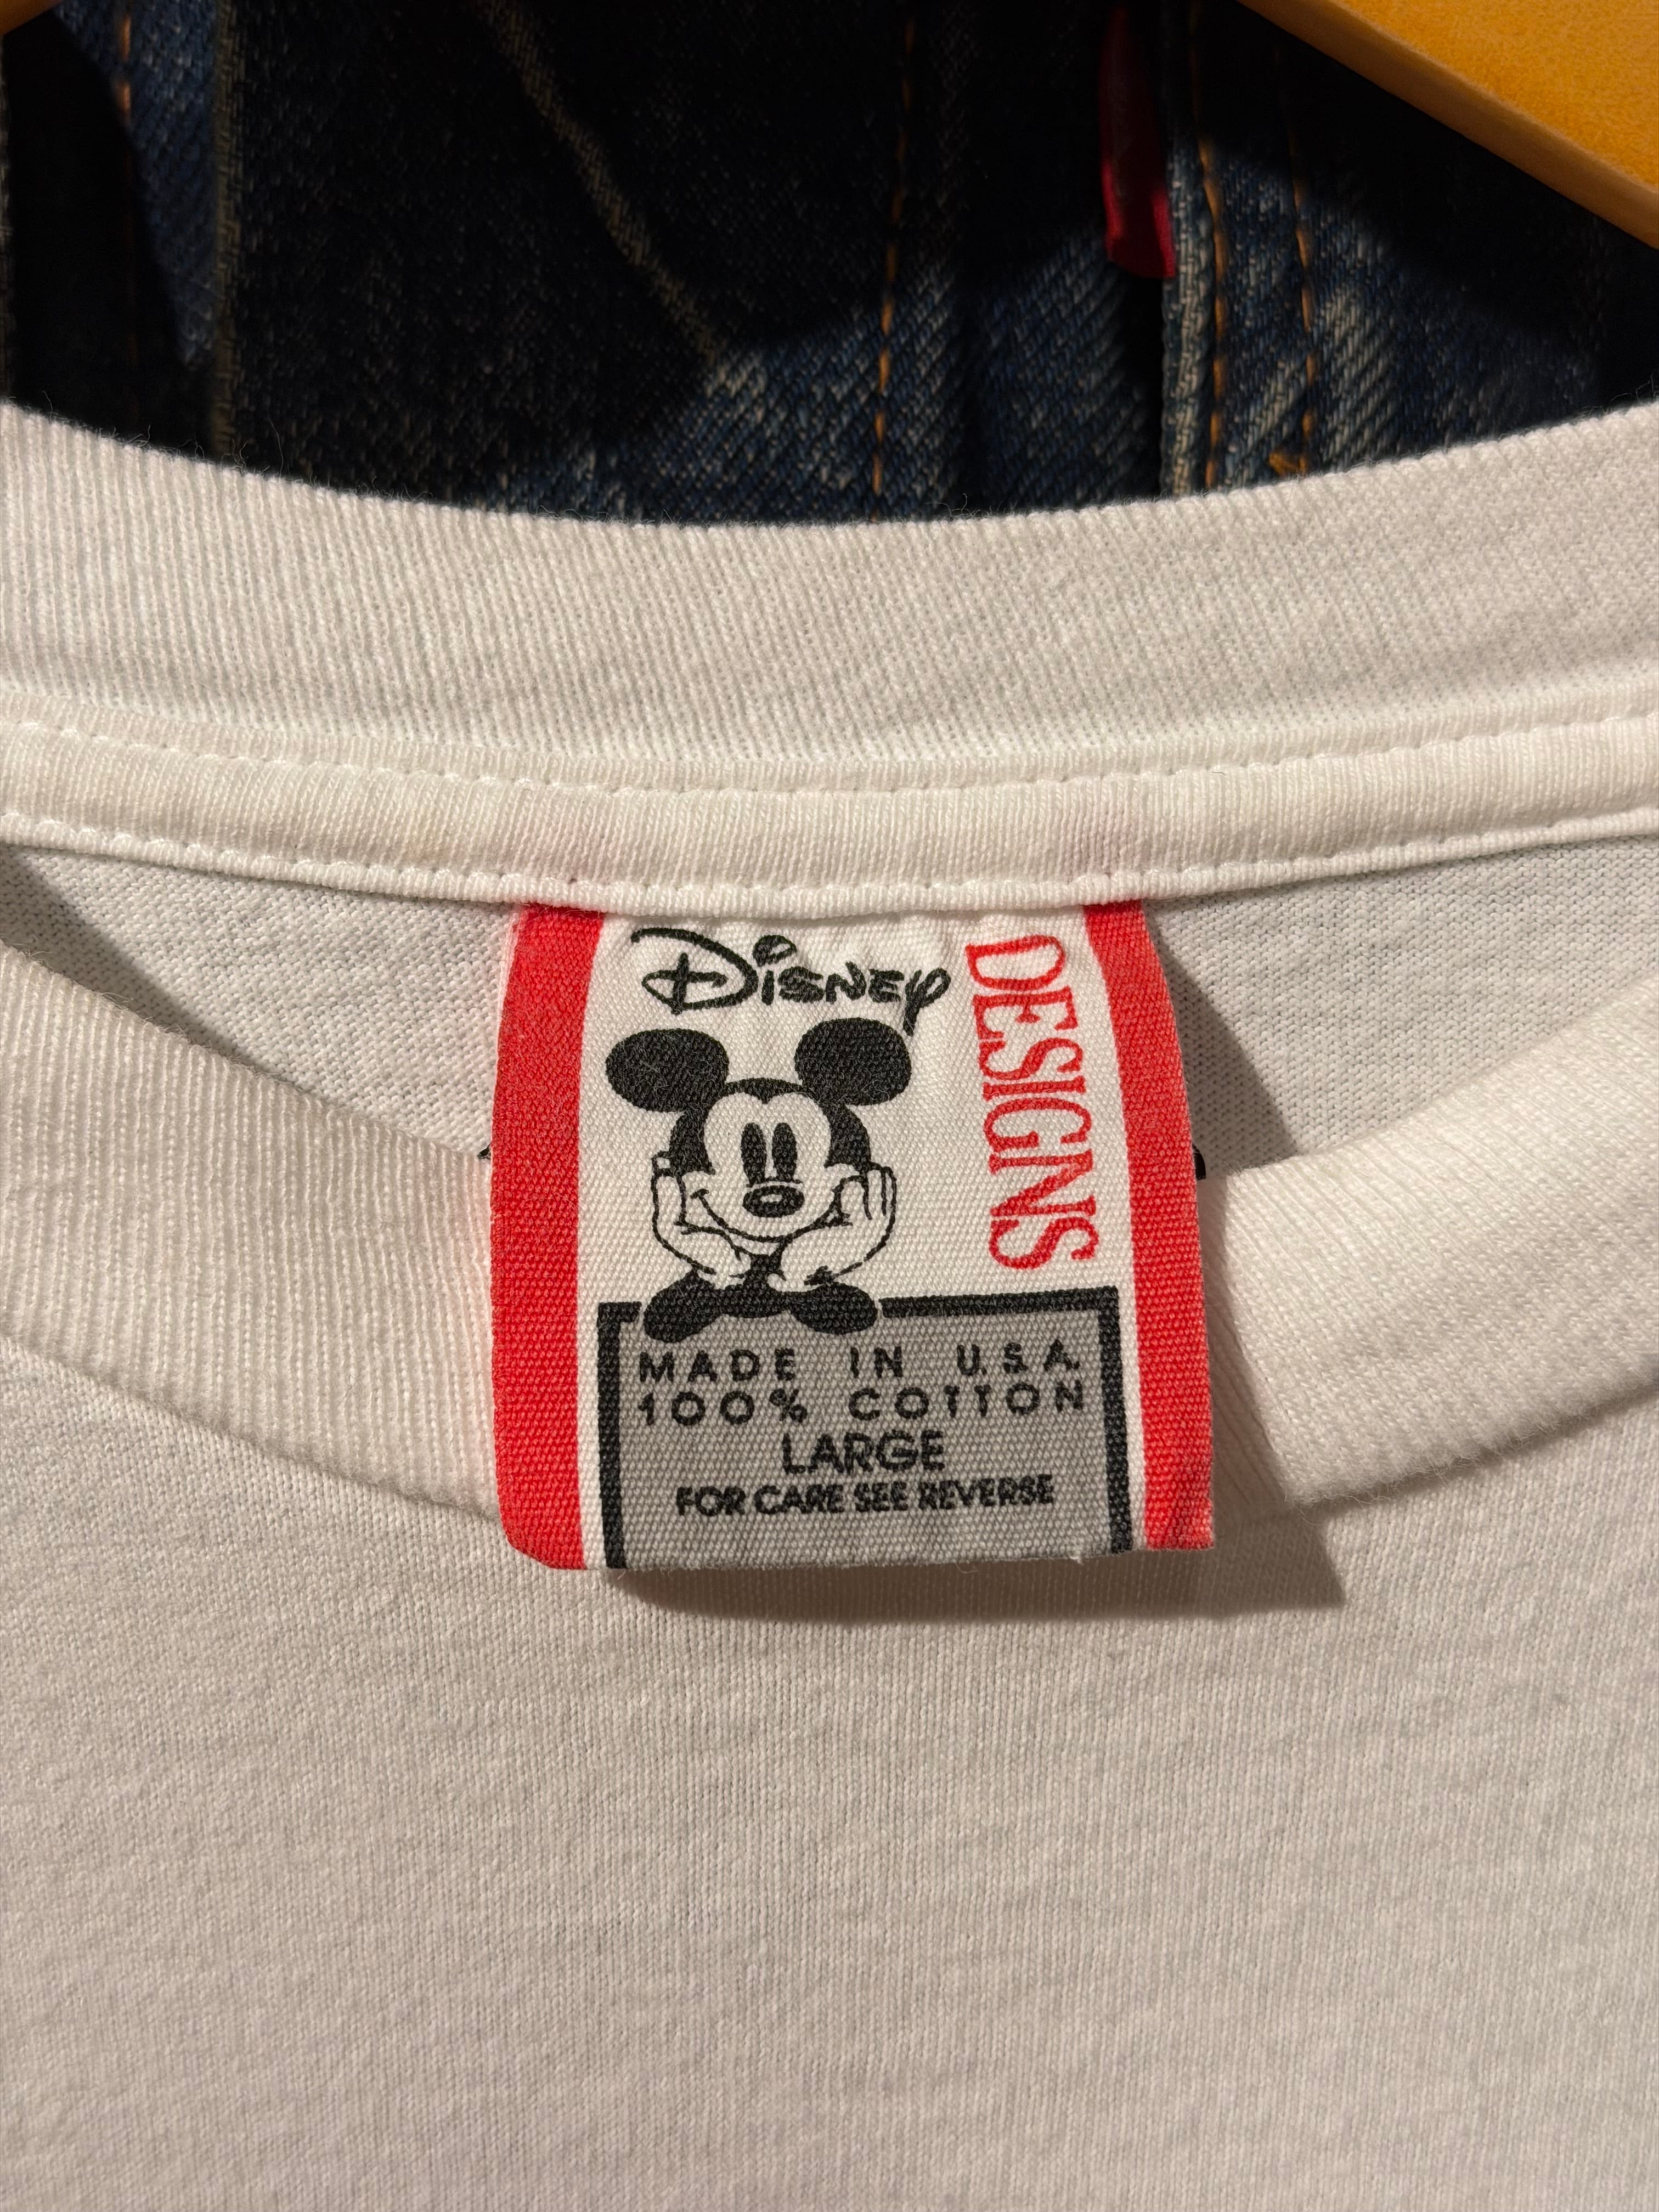 Disney
DESIGNS
MADE IN U.S.A.
100% COTTON
LARGE
FOR CARE SEE REVERSE